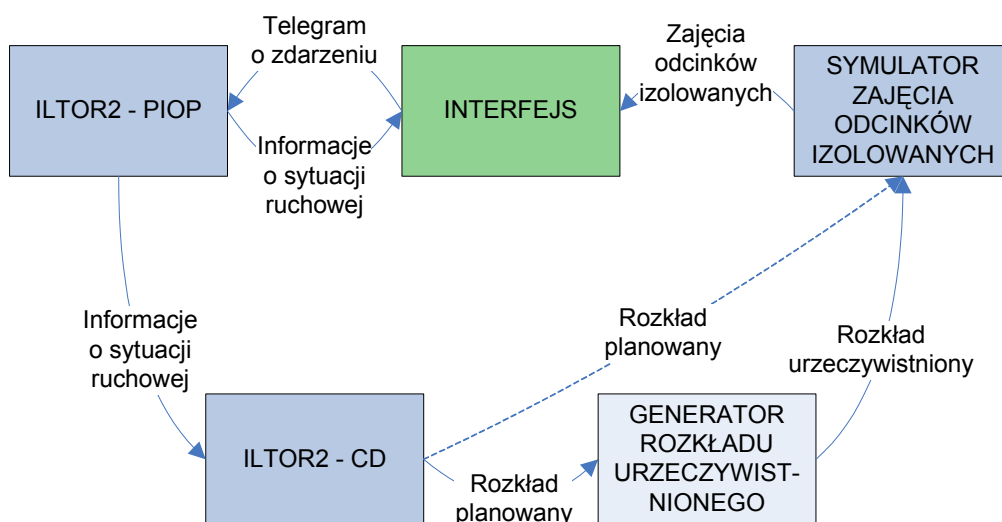 Telegram
o zdarzeniu
Zajęcia
odcinków
izolowanych
ILTOR2 - PIOP
INTERFEJS
SYMULATOR
ZAJĘCIA
ODCINKÓW
IZOLOWANYCH
Informacje
o sytuacji
ruchowej
Informacje
o sytuacji
ruchowej
Rozkład
planowany
Rozkład
urzeczywistniony
ILTOR2 - CD
Rozkład
planowany
GENERATOR
ROZKŁADU
URZECZYWIST-
NIONEGO